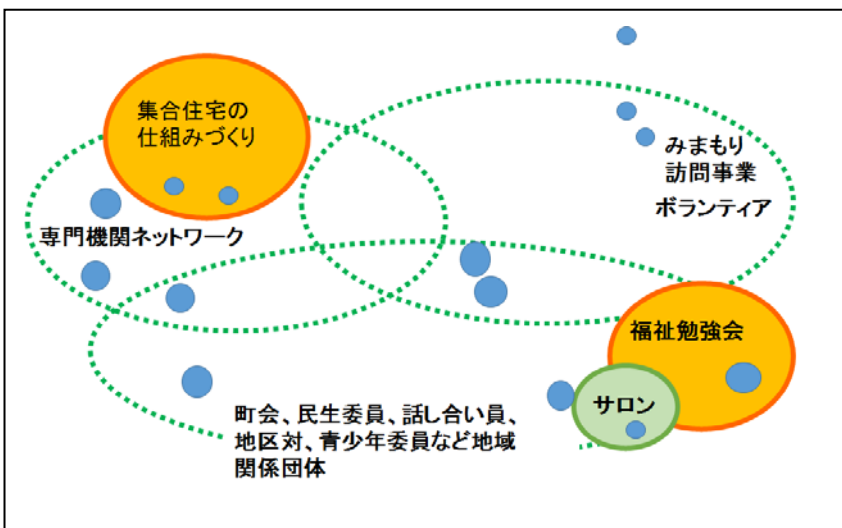 集合住宅の
仕組みづくり
みまもり
訪問事業
ボランティア
専門機関ネットワーク
福祉勉強会
サロン
町会、民生委員、話し合い員、
地区対、青少年委員など地域
関係団体